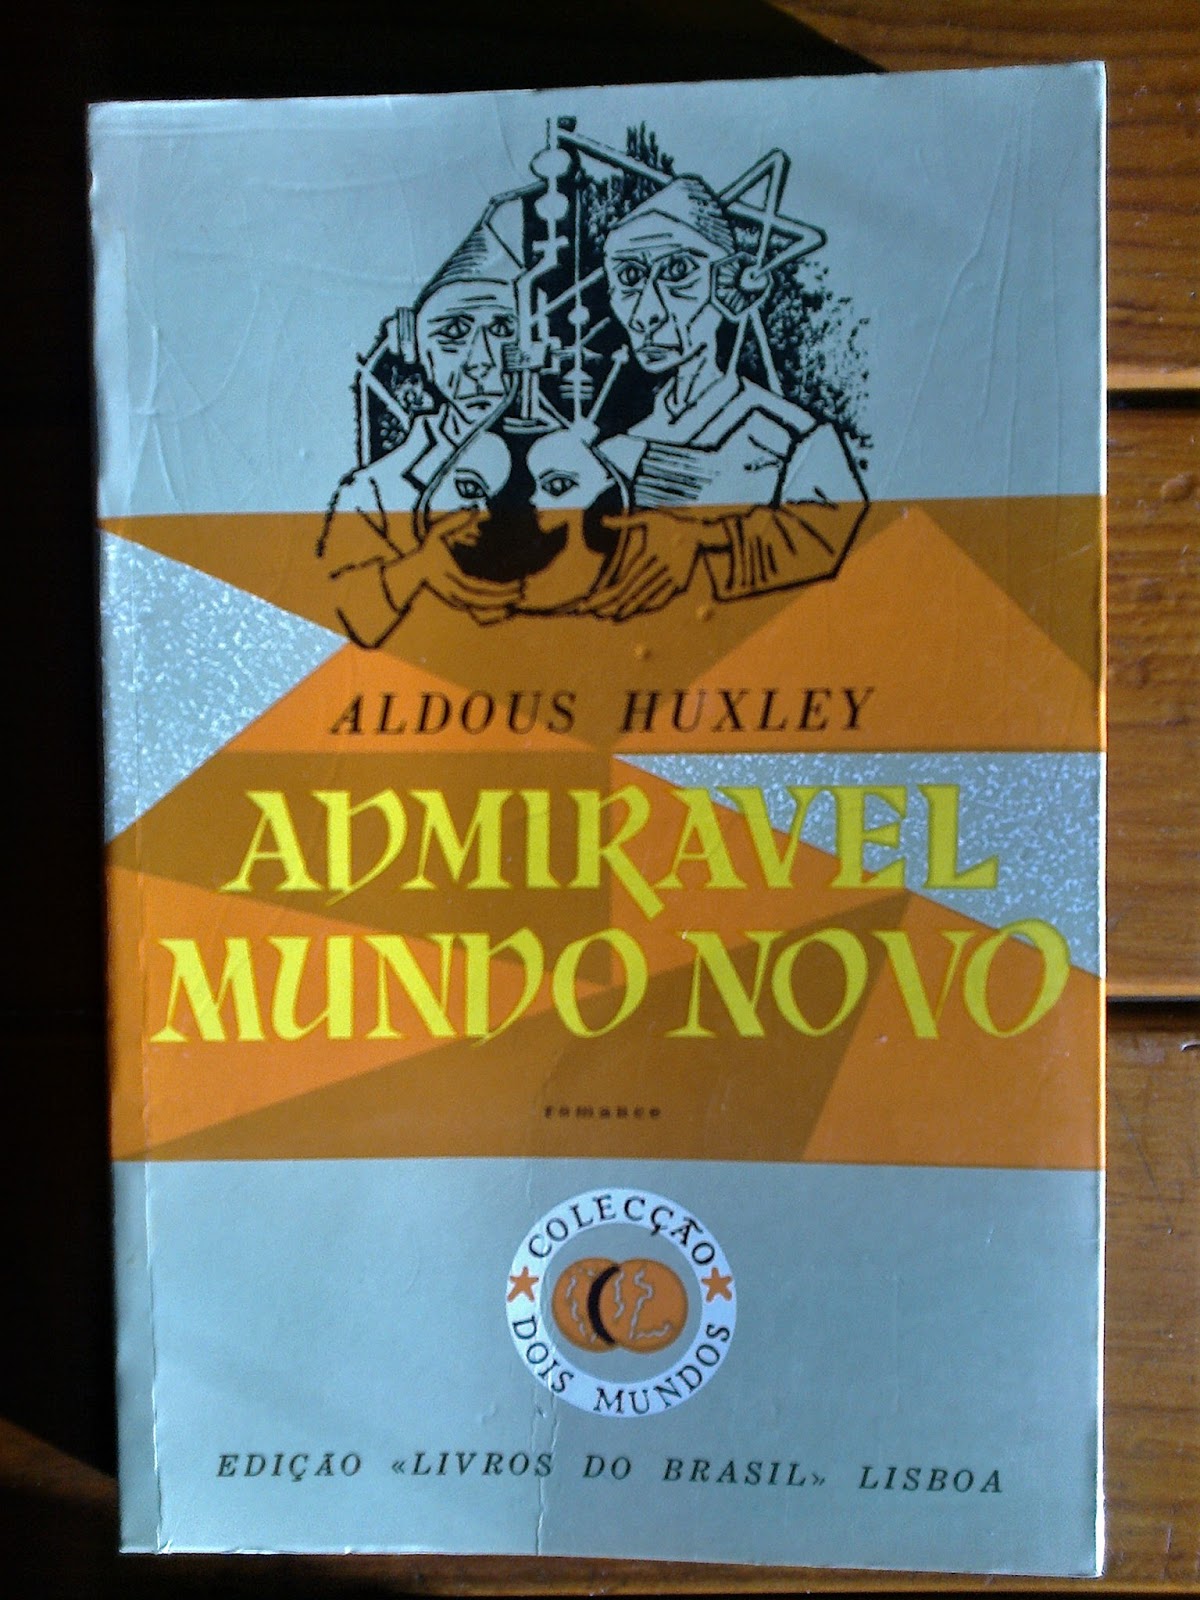 ALDOUS HUXLEY
ADMIRAVEL
MUNDO NOVO
romance
COLECÇÃO
DOIS MUNDOS
EDIÇÃO «LIVROS DO BRASIL» LISBOA